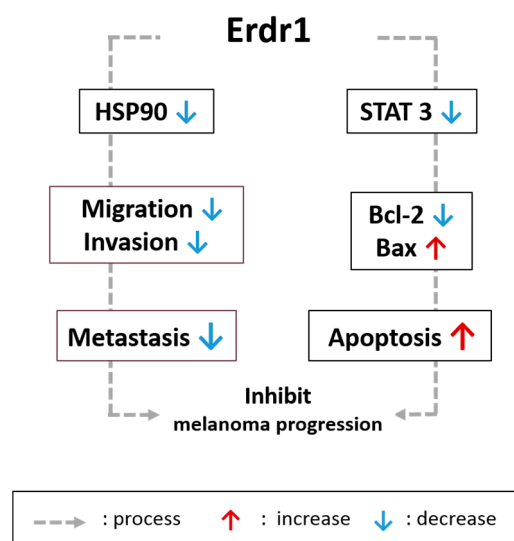 Erdr1
HSP90 ↓
STAT 3 ↓
Migration ↓
Invasion ↓
Bcl-2 ↓
Bax ↑
Metastasis ↓
Apoptosis ↑
Inhibit
melanoma progression
: process ↑ : increase ↓ : decrease